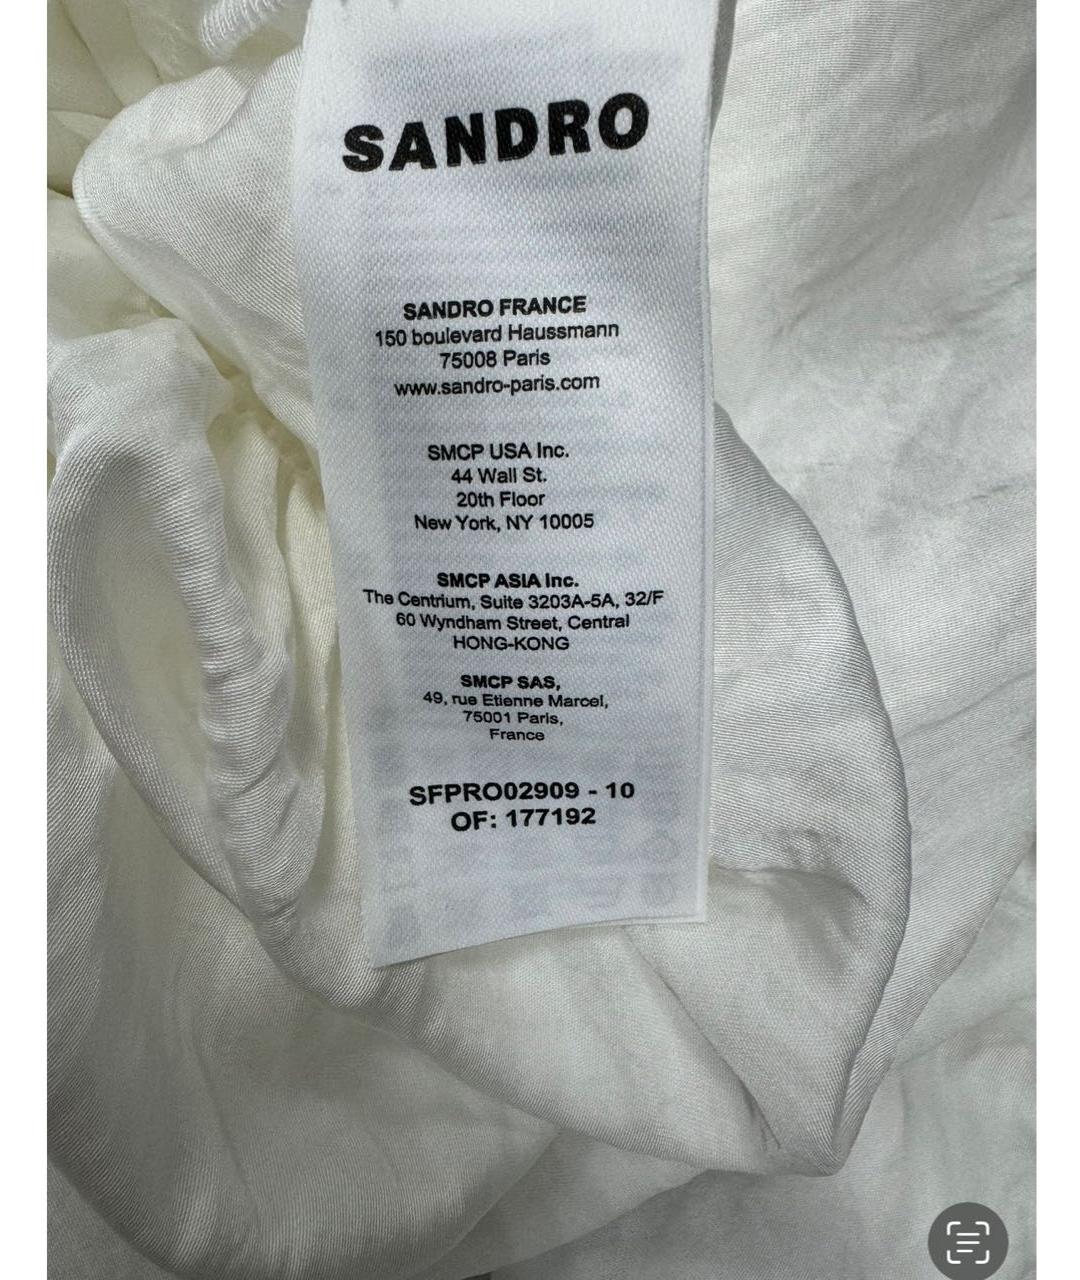 SANDRO
SANDRO FRANCE
150 boulevard Haussmann
75008 Paris
www.sandro-paris.com
SMCP USA Inc.
44 Wall St.
20th Floor
New York, NY 10005
SMCP ASIA Inc.
The Centrium, Suite 3203A-5A, 32/F
60 Wyndham Street, Central
HONG-KONG
SMCP SAS,
49, rue Etienne Marcel,
75001 Paris,
France
SFPRO02909 - 10
OF: 177192